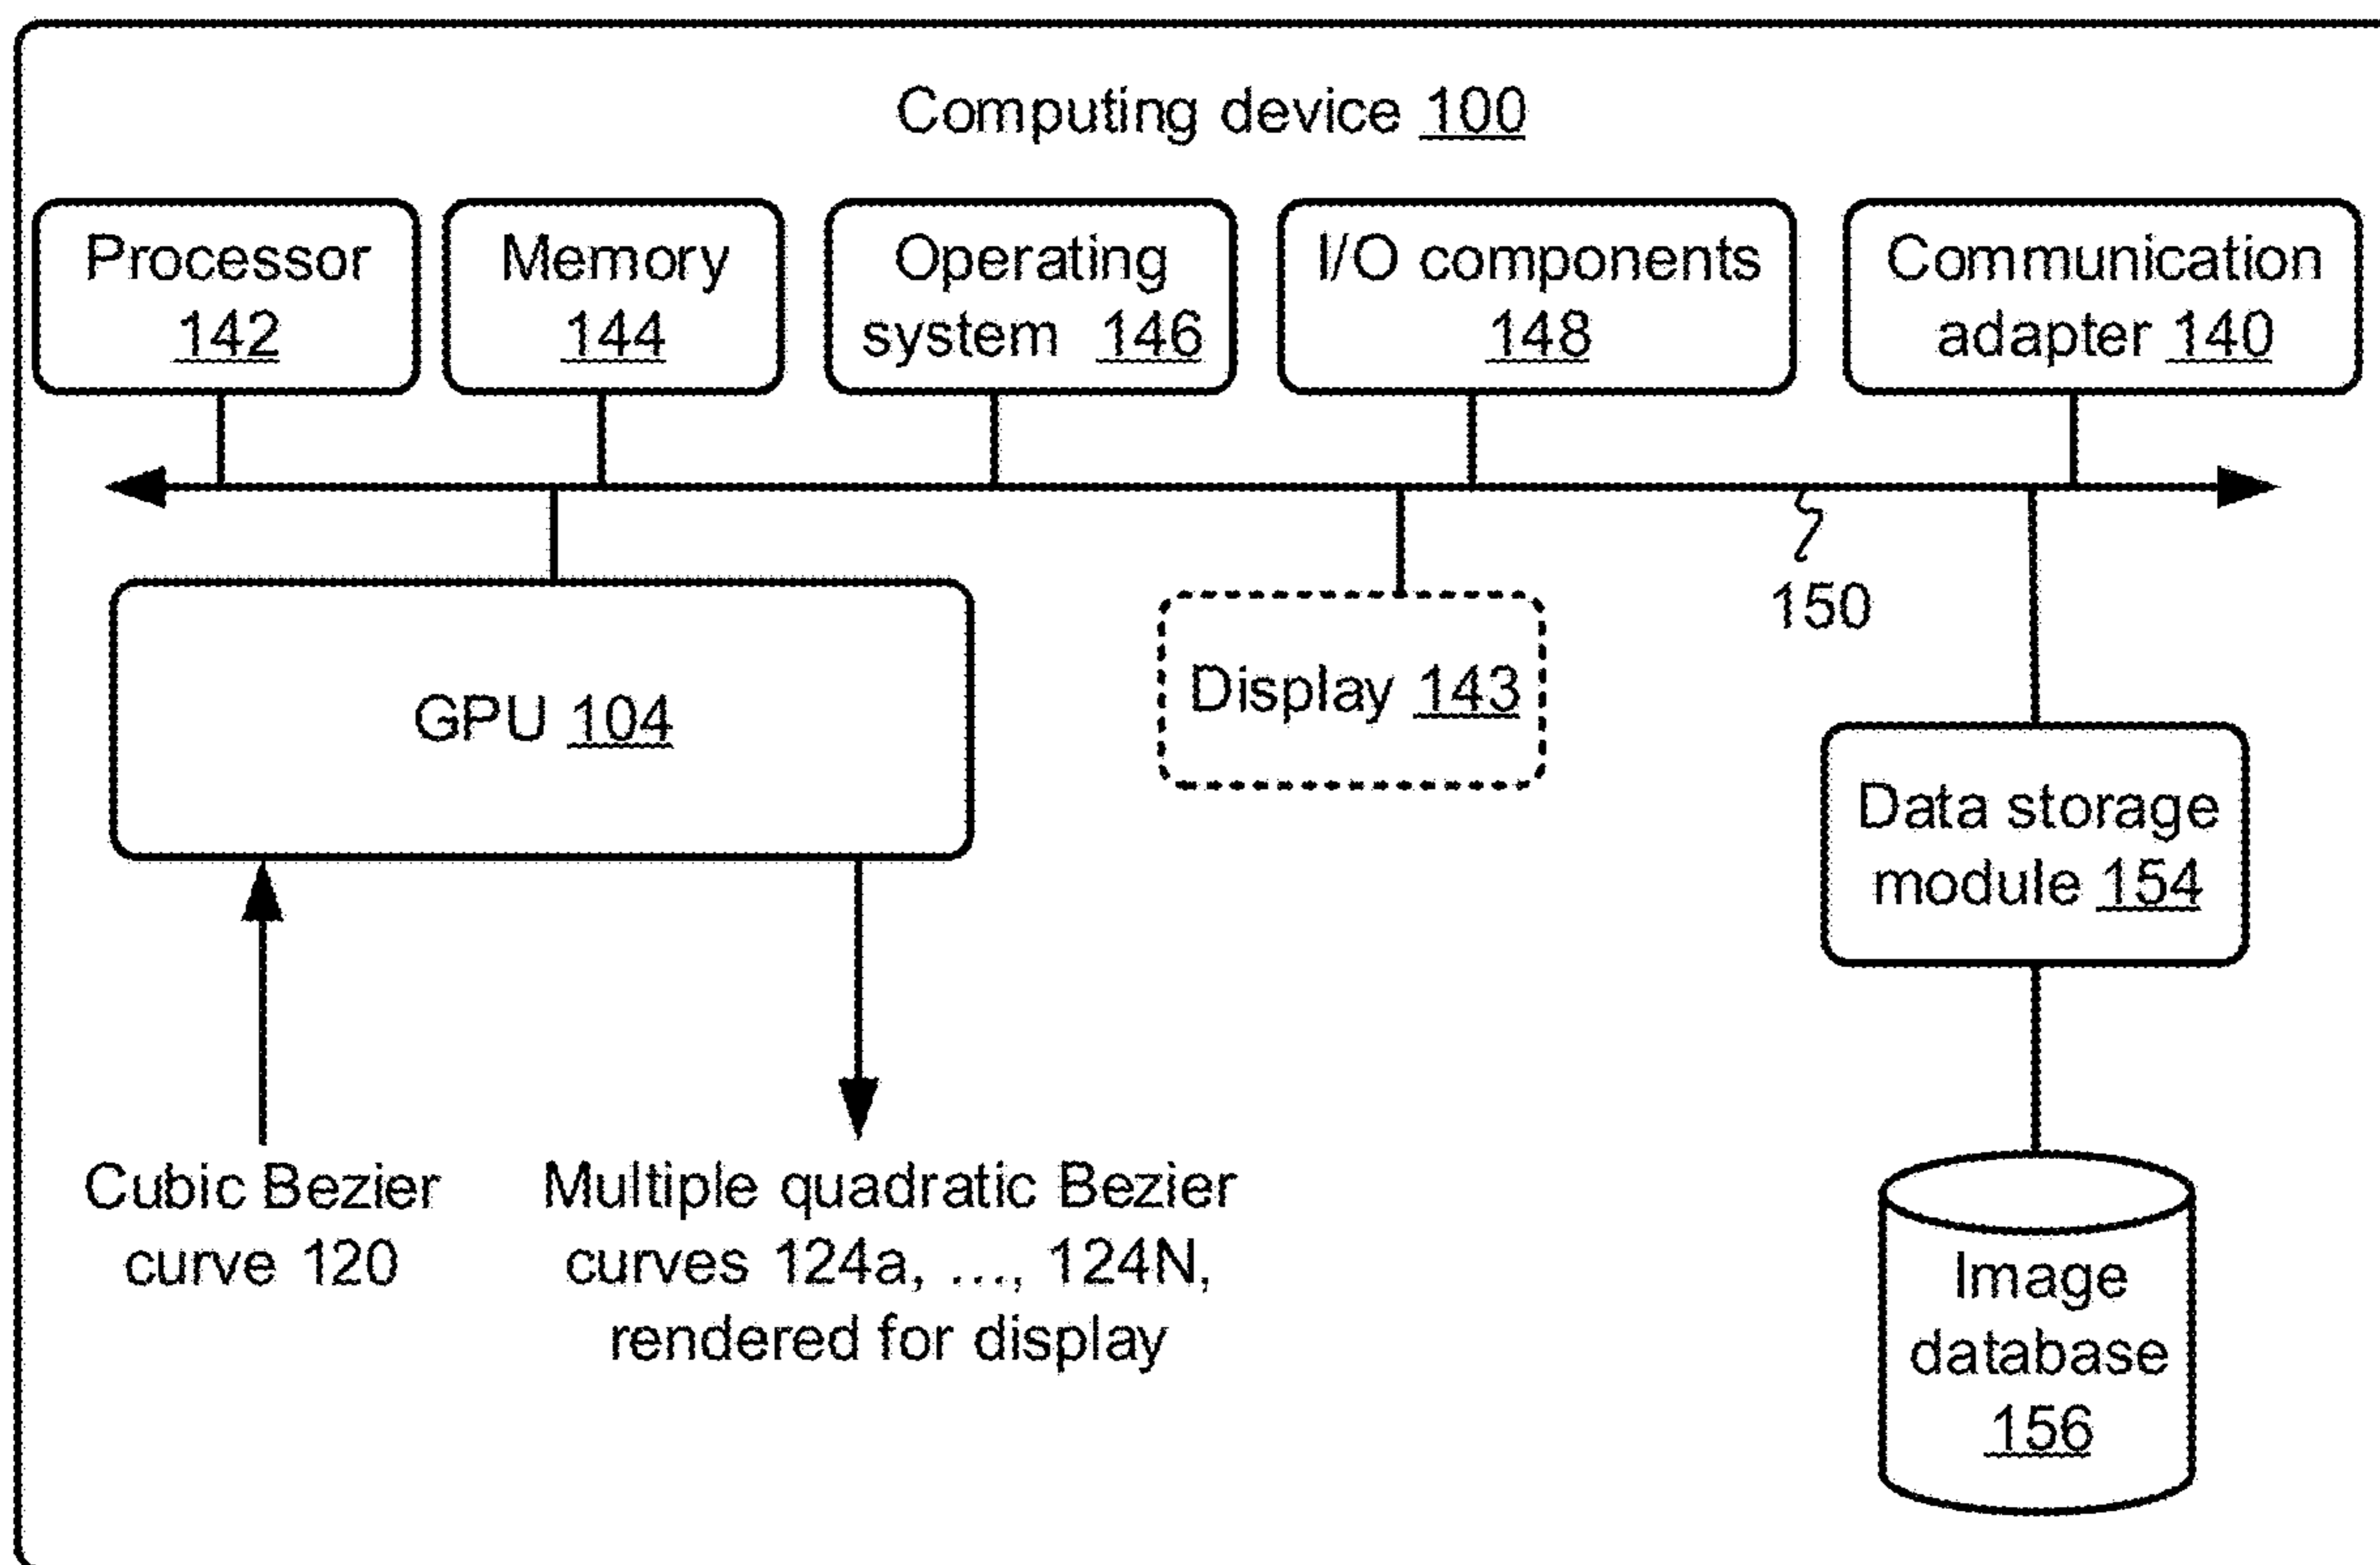 Computing device 100
Processor
142
Memory
144
Operating
system 146
I/O components
148
Communication
adapter 140
150
GPU 104
Display 143
Data storage
module 154
Cubic Bezier
curve 120
Multiple quadratic Bezier
curves 124a, ..., 124N,
rendered for display
Image
database
156